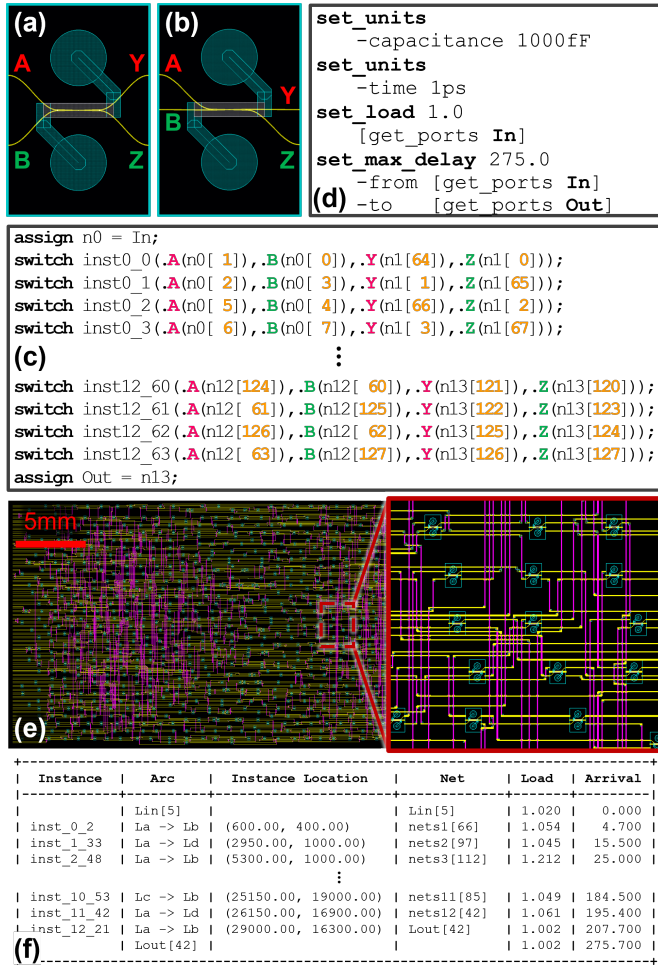 (a)
A
Y
B
Z
(b)
A
Y
B
Z
set_units
-capacitance 1000fF
set_units
-time 1ps
set_load 1.0
[get_ports In]
set_max_delay 275.0
-from [get_ports In]
(d) -to [get_ports Out]
assign n0 = In;
switch inst0_0(.A(n0[ 1]),.B(n0[ 0]),.Y(n1[64]),.Z(n1[ 0]));
switch inst0_1(.A(n0[ 2]),.B(n0[ 3]),.Y(n1[ 1]),.Z(n1[65]));
switch inst0_2(.A(n0[ 5]),.B(n0[ 4]),.Y(n1[66]),.Z(n1[ 2]));
switch inst0_3(.A(n0[ 6]),.B(n0[ 7]),.Y(n1[ 3]),.Z(n1[67]));
(c)
⋮
switch inst12_60(.A(n12[124]),.B(n12[ 60]),.Y(n13[121]),.Z(n13[120]));
switch inst12_61(.A(n12[ 61]),.B(n12[125]),.Y(n13[122]),.Z(n13[123]));
switch inst12_62(.A(n12[126]),.B(n12[ 62]),.Y(n13[125]),.Z(n13[124]));
switch inst12_63(.A(n12[ 63]),.B(n12[127]),.Y(n13[126]),.Z(n13[127]));
assign Out = n13;
5mm
(e)
| Instance | Arc | Instance Location | Net | Load | Arrival |
| | Lin[5] | | Lin[5] | 1.020 | 0.000 |
| inst_0_2 | La -> Lb | (600.00, 400.00) | nets1[66] | 1.054 | 4.700 |
| inst_1_33 | La -> Ld | (2950.00, 1000.00) | nets2[97] | 1.045 | 15.500 |
| inst_2_48 | La -> Lb | (5300.00, 1000.00) | nets3[112] | 1.212 | 25.000 |
⋮
| inst_10_53 | Lc -> Lb | (25150.00, 19000.00) | nets11[85] | 1.049 | 184.500 |
| inst_11_42 | La -> Ld | (26150.00, 16900.00) | nets12[42] | 1.061 | 195.400 |
| inst_12_21 | La -> Lb | (29000.00, 16300.00) | Lout[42] | 1.002 | 207.700 |
(f) | Lout[42] | | | 1.002 | 275.700 |